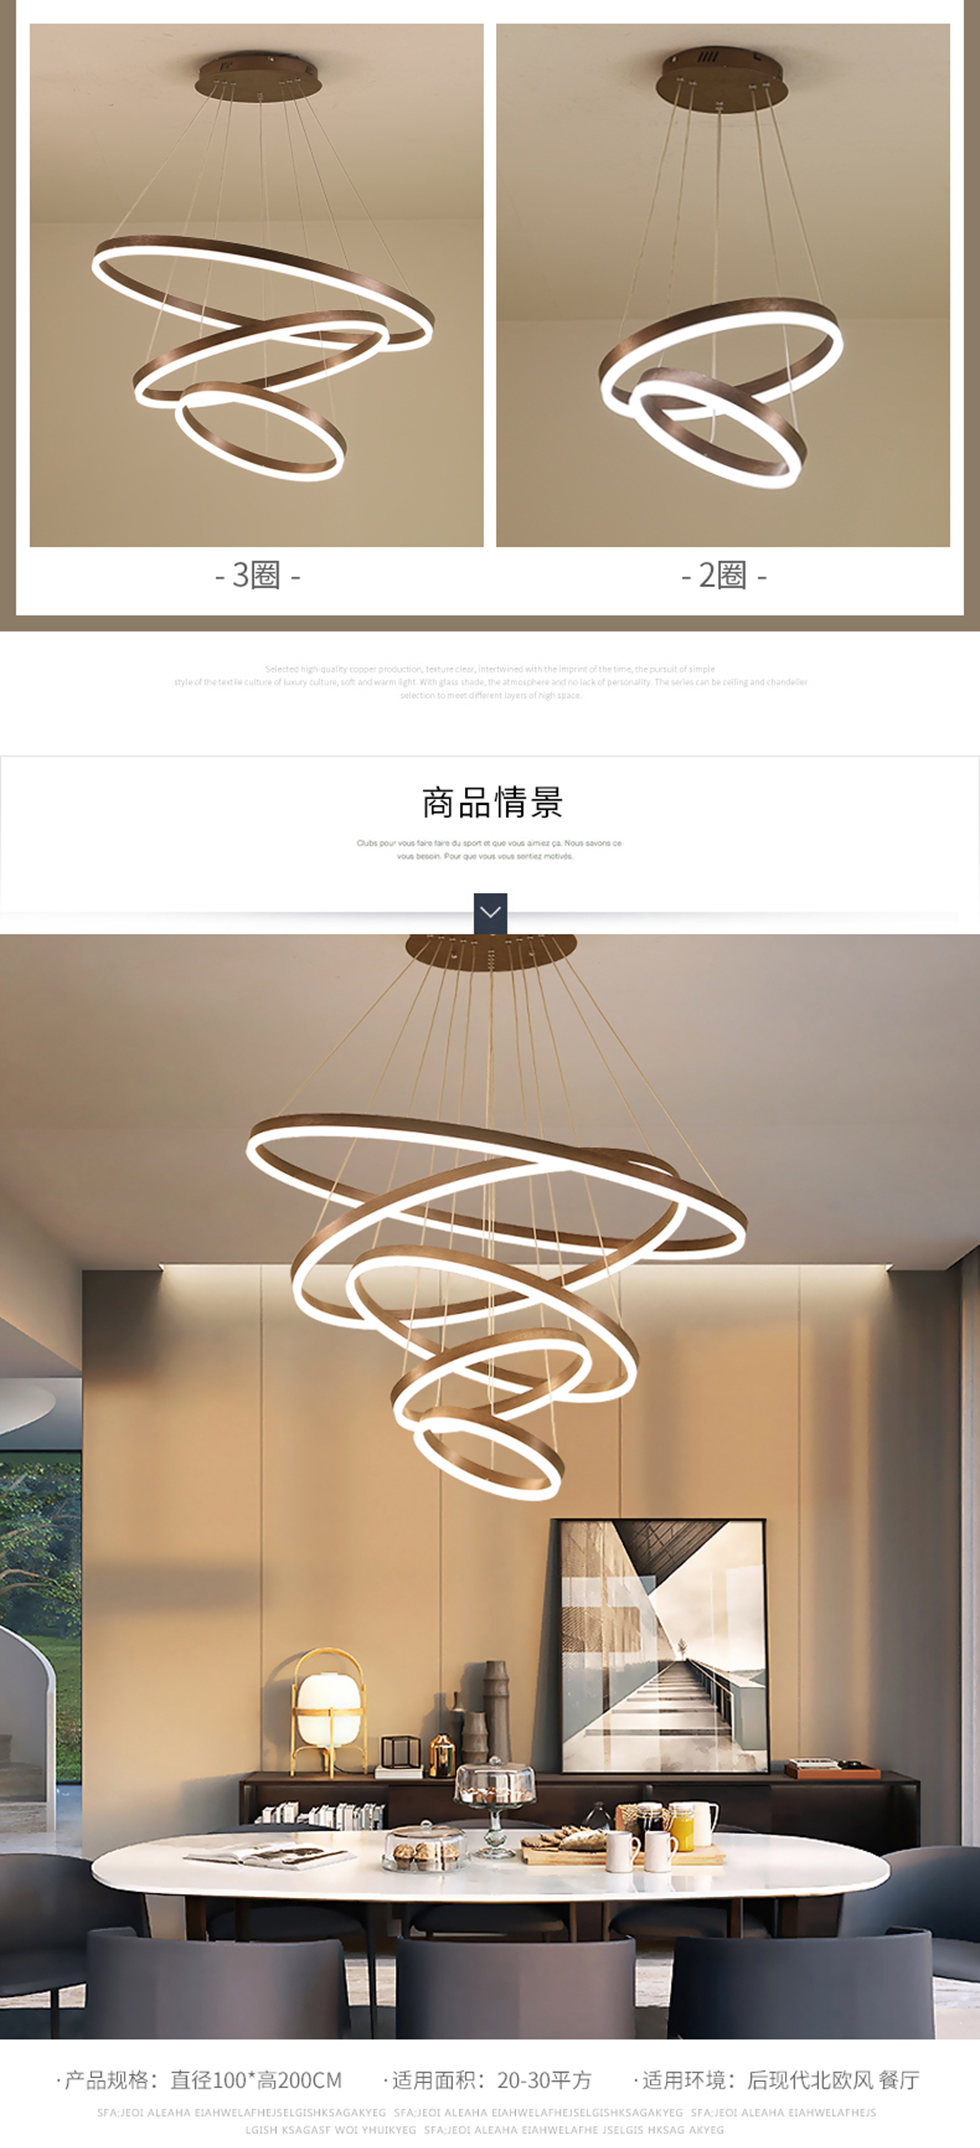 - 3圈 -
- 2圈 -
Selected high-quality copper production, texture clear, intertwined with the imprint of the time, the pursuit of simple
style of the textile culture of luxury culture, soft and warm light. With glass shade, the atmosphere and no lack of personality. The series can be ceiling and chandelier
selection to meet different layers of high space.
商品情景
Clubs pour vous faire faire du sport et que vous aimiez ça. Nous savons ce
vous besoin. Pour que vous vous sentiez motivés.
·产品规格：直径100*高200CM ·适用面积：20-30平方 ·适用环境：后现代北欧风 餐厅
SFA;JEOI ALEAHA EIAHWELAFHEJSELGISHKSAGAKYEG SFA;JEOI ALEAHA EIAHWELAFHEJSELGISHKSAGAKYEG SFA;JEOI ALEAHA EIAHWELAFHEJS
LGISH KSAGASF WOI YHUIKYEG SFA;JEOI ALEAHA EIAHWELAFHE JSELGIS HKSAG AKYEG